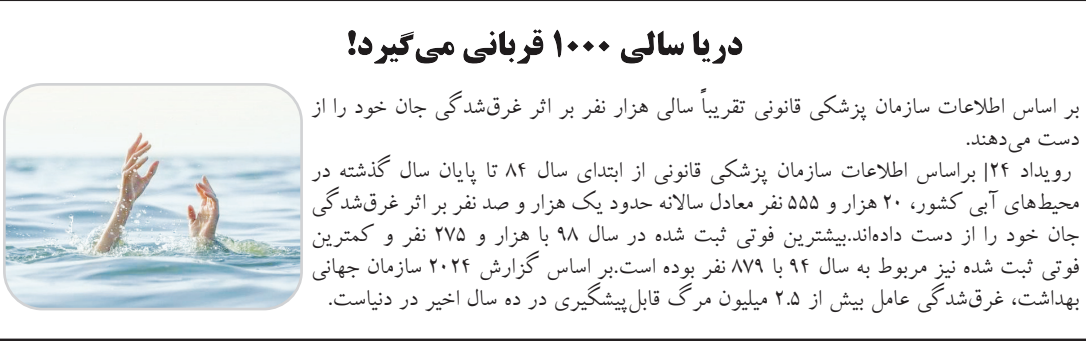 دریا سالی ۱۰۰۰ قربانی می‌گیرد!
بر اساس اطلاعات سازمان پزشکی قانونی تقریباً سالی هزار نفر بر اثر غرق‌شدگی جان خود را از
دست می‌دهند.
رویداد ۲۴| براساس اطلاعات سازمان پزشکی قانونی از ابتدای سال ۸۴ تا پایان سال گذشته در
محیط‌های آبی کشور، ۲۰ هزار و ۵۵۵ نفر معادل سالانه حدود یک هزار و صد نفر بر اثر غرق‌شدگی
جان خود را از دست داده‌اند.بیشترین فوتی ثبت شده در سال ۹۸ با هزار و ۲۷۵ نفر و کمترین
فوتی ثبت شده نیز مربوط به سال ۹۴ با ۸۷۹ نفر بوده است.بر اساس گزارش ۲۰۲۴ سازمان جهانی
بهداشت، غرق‌شدگی عامل بیش از ۲.۵ میلیون مرگ قابل‌پیشگیری در ده سال اخیر در دنیاست.